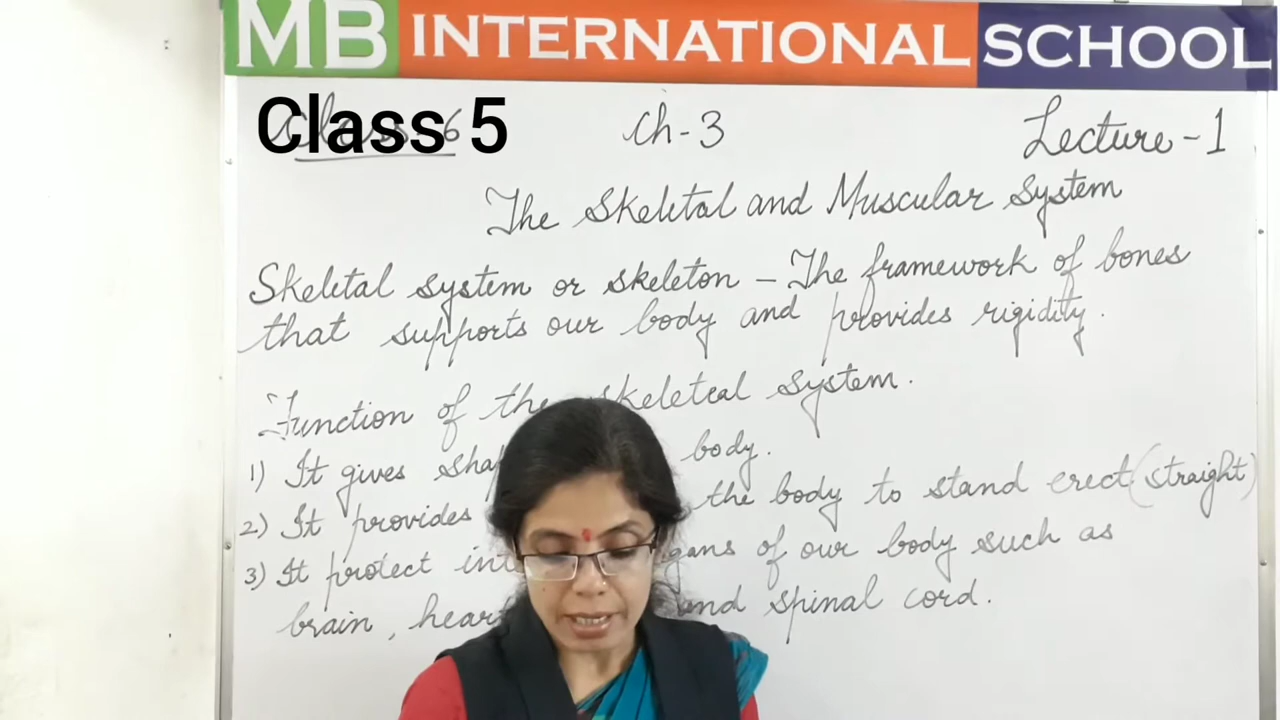 MB INTERNATIONAL SCHOOL
Class 5
Ch-3
Lecture-1
The Skeletal and Muscular System
Skeletal system or skeleton - The framework of bones
that supports our body and provides rigidity.
Function of the skeleteal system.
1) It gives body.
2) It provides the body to stand erect (straight)
3) It protect of our body such as
brain, and spinal cord.